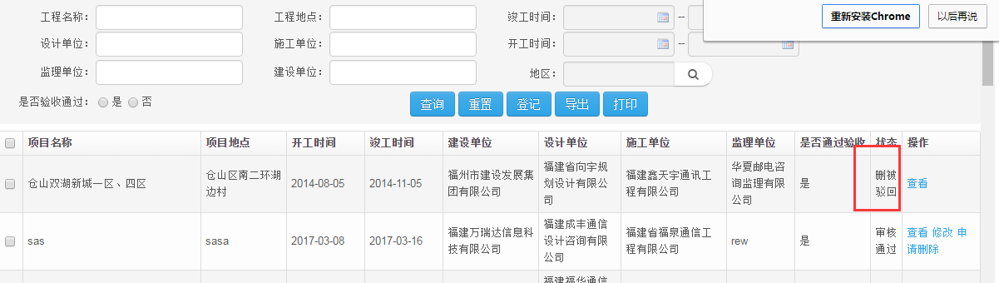 工程名称： 工程地点： 竣工时间： --
重新安装Chrome 以后再说
设计单位： 施工单位： 开工时间： --
监理单位： 建设单位： 地区：
是否验收通过： 是 否 查询 重置 登记 导出 打印
项目名称 项目地点 开工时间 竣工时间 建设单位 设计单位 施工单位 监理单位 是否通过验收 状态 操作
仓山双湖新城一区、四区
仓山区南二环湖
边村
2014-08-05
2014-11-05
福州市建设发展集
团有限公司
福建省向宇规
划设计有限公
司
福建鑫天宇通讯工
程有限公司
华夏邮电咨
询监理有限
公司
是
删被
驳回
查看
sas
sasa
2017-03-08
2017-03-16
福建万瑞达信息科
技有限公司
福建成丰通信
设计咨询有限
公司
福建省福泉通信工
程有限公司
rew
是
审核
通过
查看 修改 申
请删除
福建福华通信